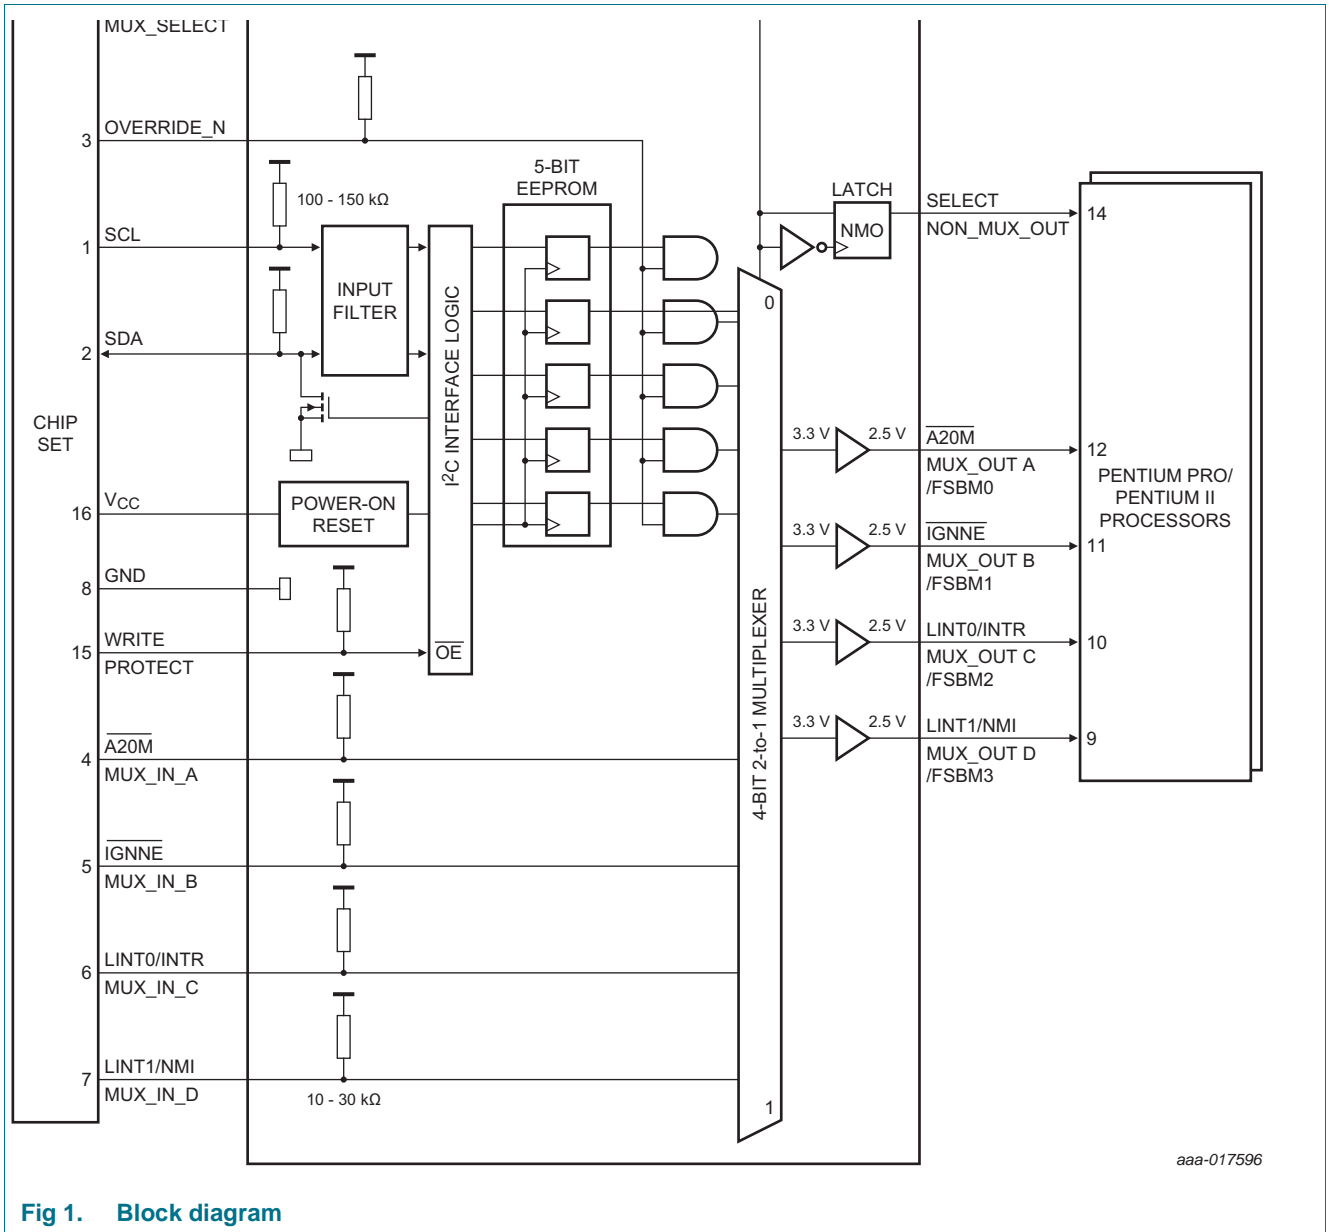 MUX_SELECT
3 OVERRIDE_N
100 - 150 kΩ
1 SCL
2 SDA
CHIP
SET
16 VCC
8 GND
15 WRITE
PROTECT
4 A20M
MUX_IN_A
5 IGNNE
MUX_IN_B
6 LINT0/INTR
MUX_IN_C
7 LINT1/NMI
MUX_IN_D
10 - 30 kΩ
INPUT
FILTER
POWER-ON
RESET
I2C INTERFACE LOGIC
OE
5-BIT
EEPROM
0
4-BIT 2-to-1 MULTIPLEXER
1
LATCH
NMO
SELECT
NON_MUX_OUT
14
3.3 V 2.5 V A20M
MUX_OUT A
/FSBM0
12
3.3 V 2.5 V IGNNE
MUX_OUT B
/FSBM1
11
3.3 V 2.5 V LINT0/INTR
MUX_OUT C
/FSBM2
10
3.3 V 2.5 V LINT1/NMI
MUX_OUT D
/FSBM3
9
PENTIUM PRO/
PENTIUM II
PROCESSORS
aaa-017596
Fig 1. Block diagram